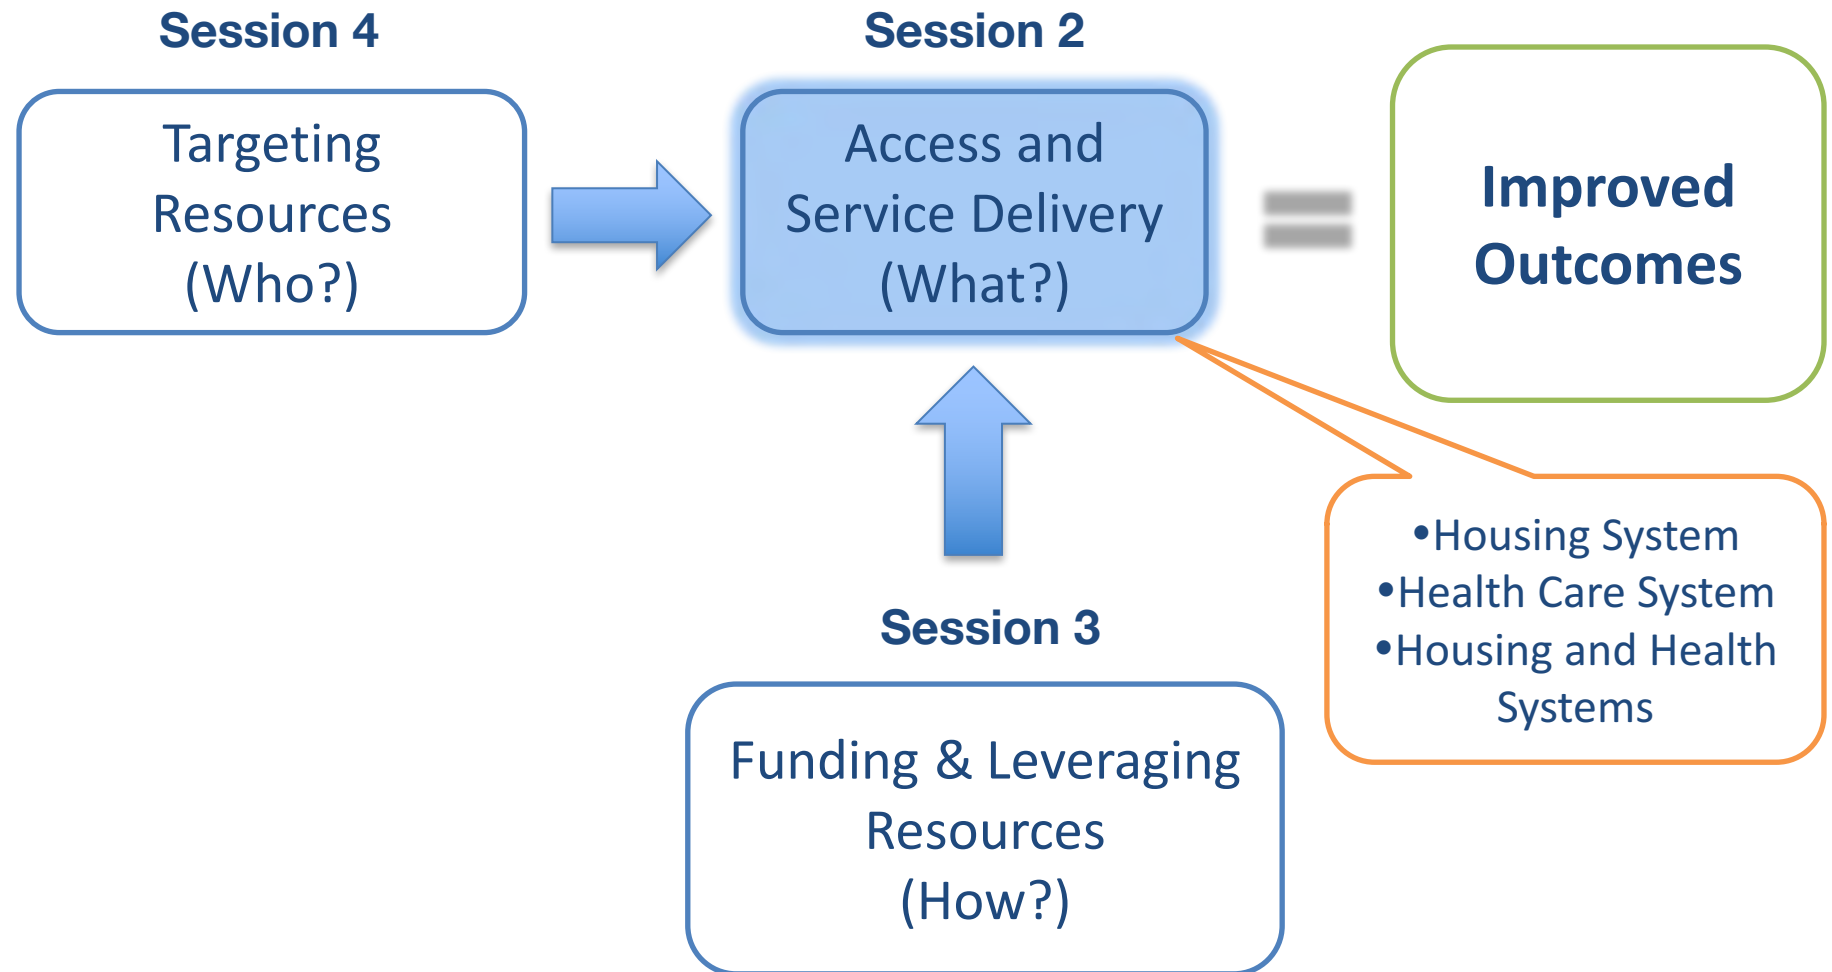 Session 4
Targeting
Resources
(Who?)
Session 2
Access and
Service Delivery
(What?)
Improved
Outcomes
•Housing System
•Health Care System
•Housing and Health
Systems
Session 3
Funding & Leveraging
Resources
(How?)